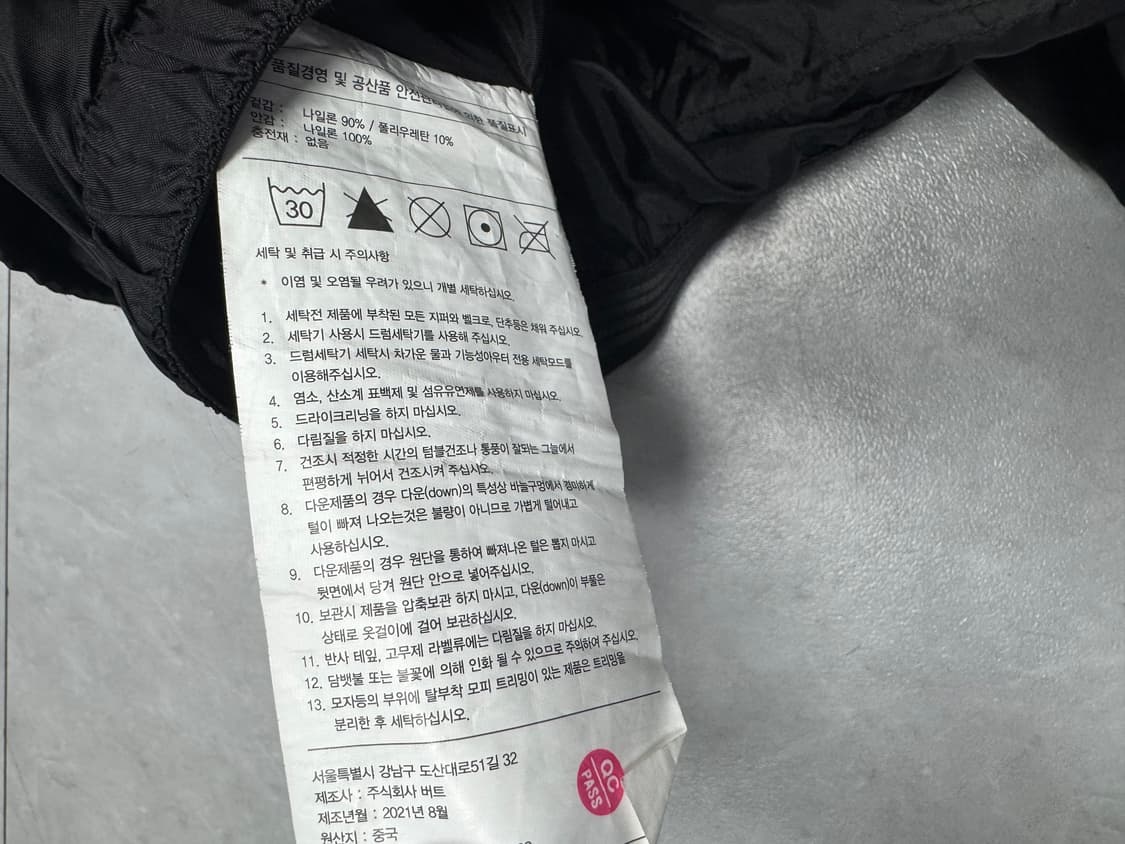 품질경영 및 공산품 안전관리법에 의한 품질표시
겉감 : 나일론 90% / 폴리우레탄 10%
안감 : 나일론 100%
충전재 : 없음
30
세탁 및 취급 시 주의사항
* 이염 및 오염될 우려가 있으니 개별 세탁하십시오.
1. 세탁전 제품에 부착된 모든 지퍼와 벨크로, 단추등은 채워 주십시오.
2. 세탁기 사용시 드럼세탁기를 사용해 주십시오.
3. 드럼세탁기 세탁시 차가운 물과 기능성아우터 전용 세탁모드를
이용해주십시오.
4. 염소, 산소계 표백제 및 섬유유연제를 사용하지 마십시오.
5. 드라이크리닝을 하지 마십시오.
6. 다림질을 하지 마십시오.
7. 건조시 적정한 시간의 텀블건조나 통풍이 잘되는 그늘에서
편평하게 뉘어서 건조시켜 주십시오.
8. 다운제품의 경우 다운(down)의 특성상 바늘구멍에서 경미하게
털이 빠져 나오는것은 불량이 아니므로 가볍게 털어내고
사용하십시오.
9. 다운제품의 경우 원단을 통하여 빠져나온 털은 뽑지 마시고
뒷면에서 당겨 원단 안으로 넣어주십시오.
10. 보관시 제품을 압축보관 하지 마시고, 다운(down)이 부풀은
상태로 옷걸이에 걸어 보관하십시오.
11. 반사 테잎, 고무제 라벨류에는 다림질을 하지 마십시오.
12. 담뱃불 또는 불꽃에 의해 인화 될 수 있으므로 주의하여 주십시오.
13. 모자등의 부위에 탈부착 모피 트리밍이 있는 제품은 트리밍을
분리한 후 세탁하십시오.
서울특별시 강남구 도산대로51길 32
제조사 : 주식회사 버트
제조년월 : 2021년 8월
원산지 : 중국
QC
PASS